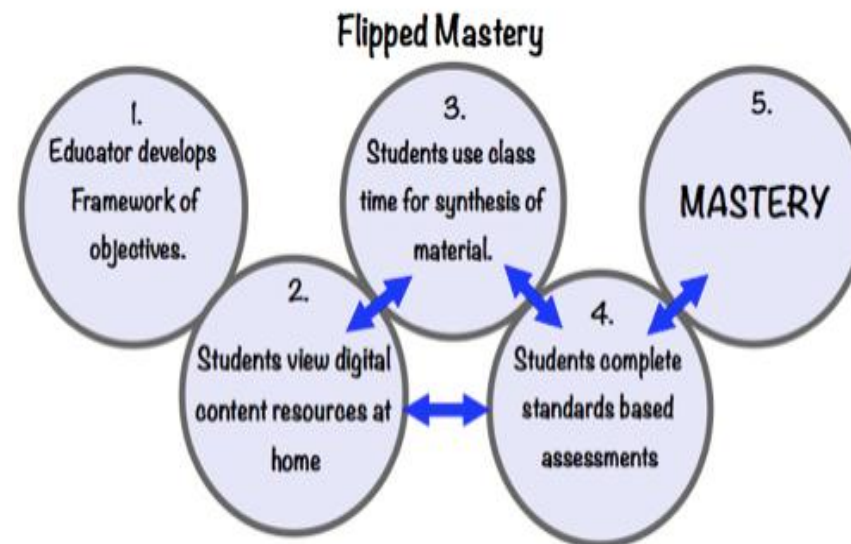 Flipped Mastery
1.
Educator develops
Framework of
objectives.
2.
Students view digital
content resources at
home
3.
Students use class
time for synthesis of
material.
4.
Students complete
standards based
assessments
5.
MASTERY